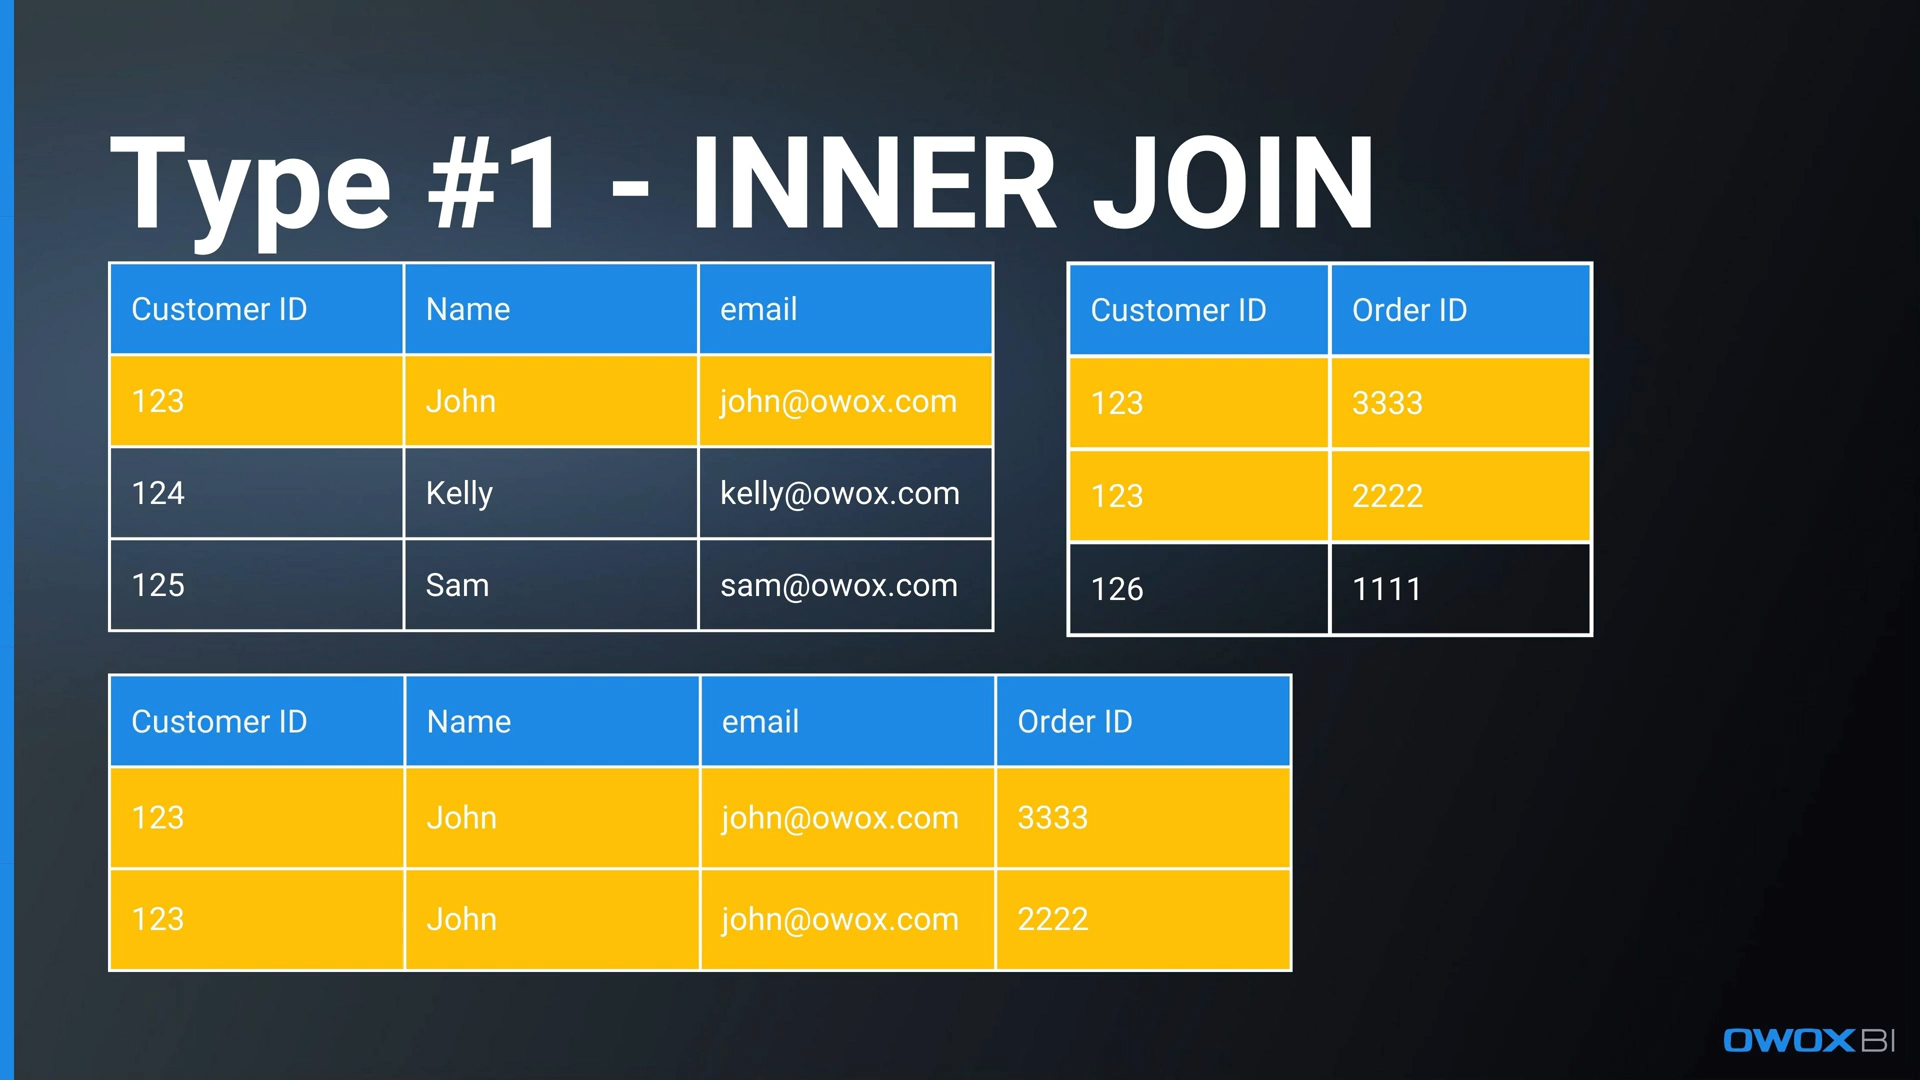 Type #1 - INNER JOIN
Customer ID Name email
123 John john@owox.com
124 Kelly kelly@owox.com
125 Sam sam@owox.com
Customer ID Order ID
123 3333
123 2222
126 1111
Customer ID Name email Order ID
123 John john@owox.com 3333
123 John john@owox.com 2222
OWOX BI